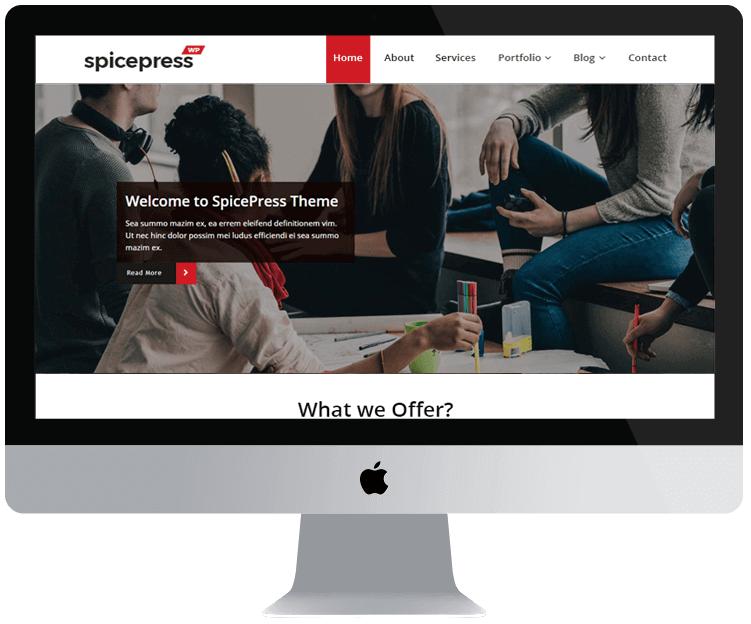 spicepress WP
Home About Services Portfolio Blog Contact
Welcome to SpicePress Theme
Sea summo mazim ex, ea errem eleifend definitionem vim.
Ut nec hinc dolor possim mei ludus efficiendi ei sea summo
mazim ex.
Read More
What we Offer?